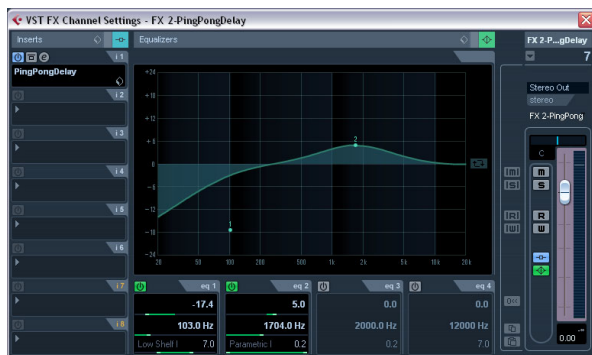 VST FX Channel Settings - FX 2-PingPongDelay
Inserts
Equalizers
FX 2-P...gDelay
i 1
7
PingPongDelay
i 2
i 3
i 4
i 5
i 6
i 7
i 8
+24
+18
+12
+6
0
-6
-12
-18
-24
20
50
100
200
500
1k
2k
5k
10k
20k
1
2
eq 1
eq 2
eq 3
eq 4
-17.4
5.0
0.0
0.0
103.0 Hz
1704.0 Hz
2000.0 Hz
12000 Hz
Low Shelf I
7.0
Parametric I
0.2
0.2
7.0
Stereo Out
stereo
FX 2-PingPong
C
M
M
S
S
R
R
W
W
0.00
-∞